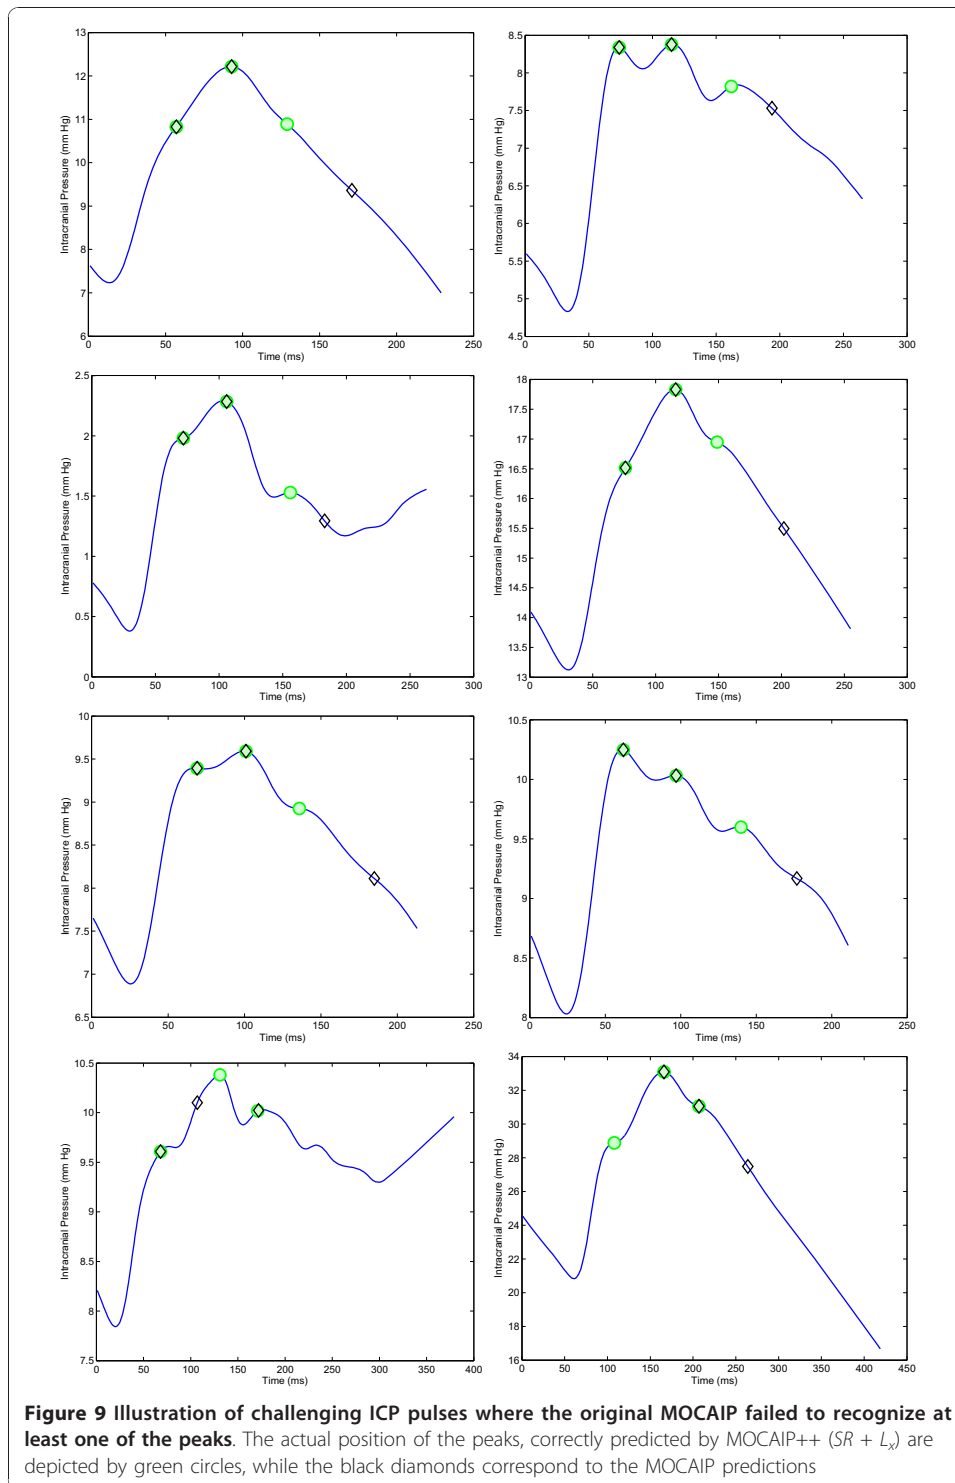 13
12
11
10
9
8
7
6
0 50 100 150 200 250
Time (ms)
Intracranial Pressure (mm Hg)
8.5
8
7.5
7
6.5
6
5.5
5
4.5
0 50 100 150 200 250 300
Time (ms)
Intracranial Pressure (mm Hg)
2.5
2
1.5
1
0.5
0
0 50 100 150 200 250 300
Time (ms)
Intracranial Pressure (mm Hg)
18
17.5
17
16.5
16
15.5
15
14.5
14
13.5
13
0 50 100 150 200 250 300
Time (ms)
Intracranial Pressure (mm Hg)
10
9.5
9
8.5
8
7.5
7
6.5
0 50 100 150 200 250
Time (ms)
Intracranial Pressure (mm Hg)
10.5
10
9.5
9
8.5
8
0 50 100 150 200 250
Time (ms)
Intracranial Pressure (mm Hg)
10.5
10
9.5
9
8.5
8
7.5
0 50 100 150 200 250 300 350 400
Time (ms)
Intracranial Pressure (mm Hg)
34
32
30
28
26
24
22
20
18
16
0 50 100 150 200 250 300 350 400 450
Time (ms)
Intracranial Pressure (mm Hg)
Figure 9 Illustration of challenging ICP pulses where the original MOCAIP failed to recognize at
least one of the peaks. The actual position of the peaks, correctly predicted by MOCAIP++ (SR + Lx) are
depicted by green circles, while the black diamonds correspond to the MOCAIP predictions